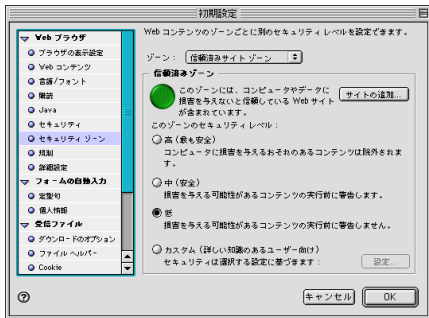 初期設定
Web ブラウザ
ブラウザの表示設定
Web コンテンツ
言語/フォント
購読
Java
セキュリティ
セキュリティ ゾーン
規制
詳細設定
フォームの自動入力
定型句
個人情報
受信ファイル
ダウンロードのオプション
ファイル ヘルパー
Cookie
Web コンテンツのゾーンごとに別のセキュリティ レベルを設定できます。
ゾーン： 信頼済みサイト ゾーン
信頼済みゾーン
このゾーンには、コンピュータやデータに
損害を与えないと信頼している Web サイト
が含まれています。
サイトの追加...
このゾーンのセキュリティ レベル：
高 (最も安全)
コンピュータに損害を与えるおそれのあるコンテンツは除外されま
す。
中 (安全)
損害を与える可能性があるコンテンツの実行前に警告します。
低
損害を与える可能性があるコンテンツの実行前に警告しません。
カスタム (詳しい知識のあるユーザー向け)
セキュリティは選択する設定に基づきます：
設定...
キャンセル
OK